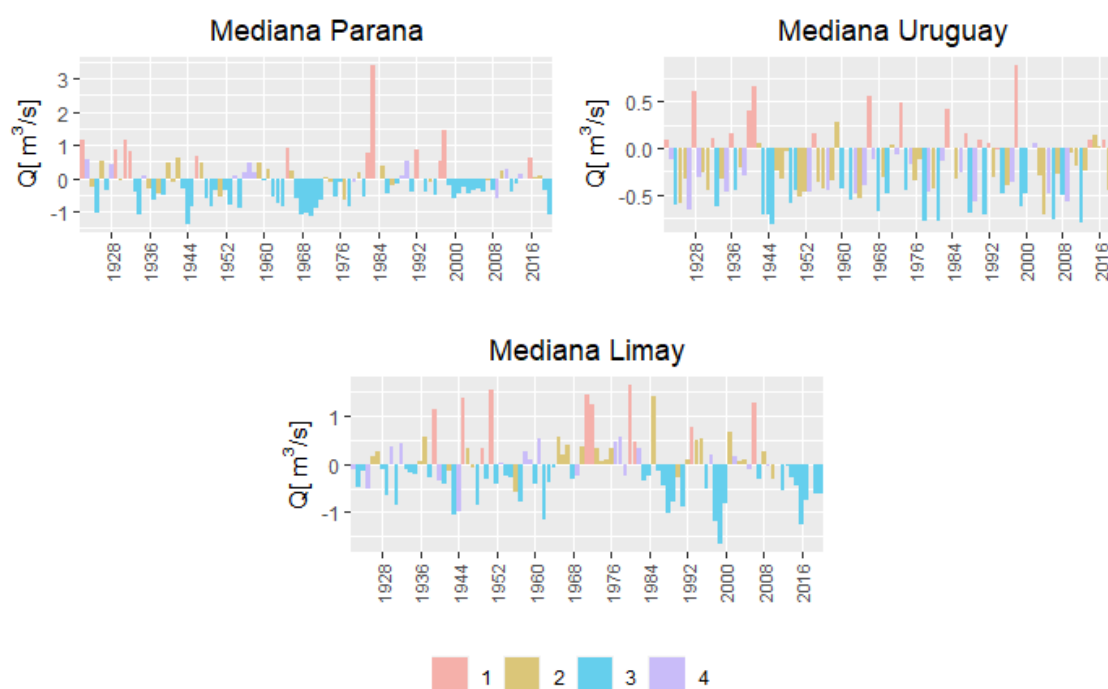 Mediana Parana
Q[ m³/s]
3
2
1
0
-1
1928 1936 1944 1952 1960 1968 1976 1984 1992 2000 2008 2016
Mediana Uruguay
Q[ m³/s]
0.5
0.0
-0.5
1928 1936 1944 1952 1960 1968 1976 1984 1992 2000 2008 2016
Mediana Limay
Q[ m³/s]
1
0
-1
1928 1936 1944 1952 1960 1968 1976 1984 1992 2000 2008 2016
1 2 3 4